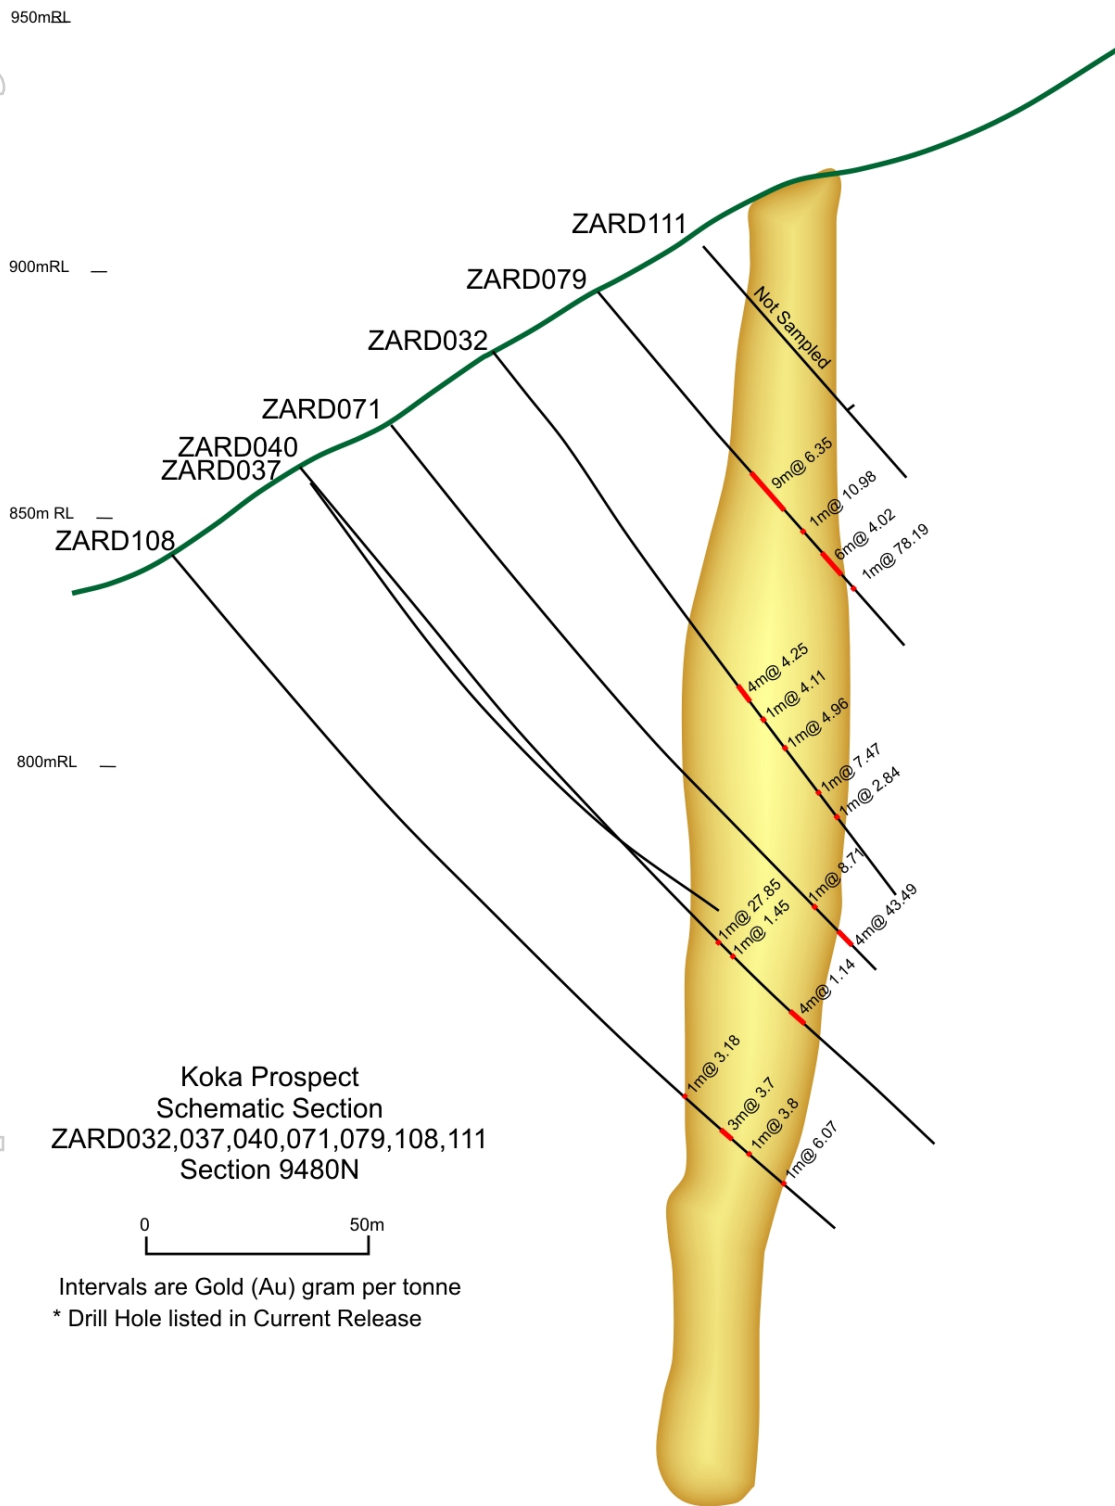 950mRL
ZARD111
900mRL
ZARD079
Not Sampled
ZARD032
ZARD071
ZARD040
ZARD037
9m@ 6.35
1m@ 10.98
850m RL
6m@ 4.02
1m@ 78.19
ZARD108
4m@ 4.25
1m@ 4.11
1m@ 4.96
800mRL
1m@ 7.47
1m@ 2.84
1m@ 8.71
1m@ 27.85
1m@ 1.45
4m@ 43.49
4m@ 1.14
1m@ 3.18
3m@ 3.7
1m@ 3.8
1m@ 6.07
Koka Prospect
Schematic Section
ZARD032,037,040,071,079,108,111
Section 9480N
0 50m
Intervals are Gold (Au) gram per tonne
* Drill Hole listed in Current Release